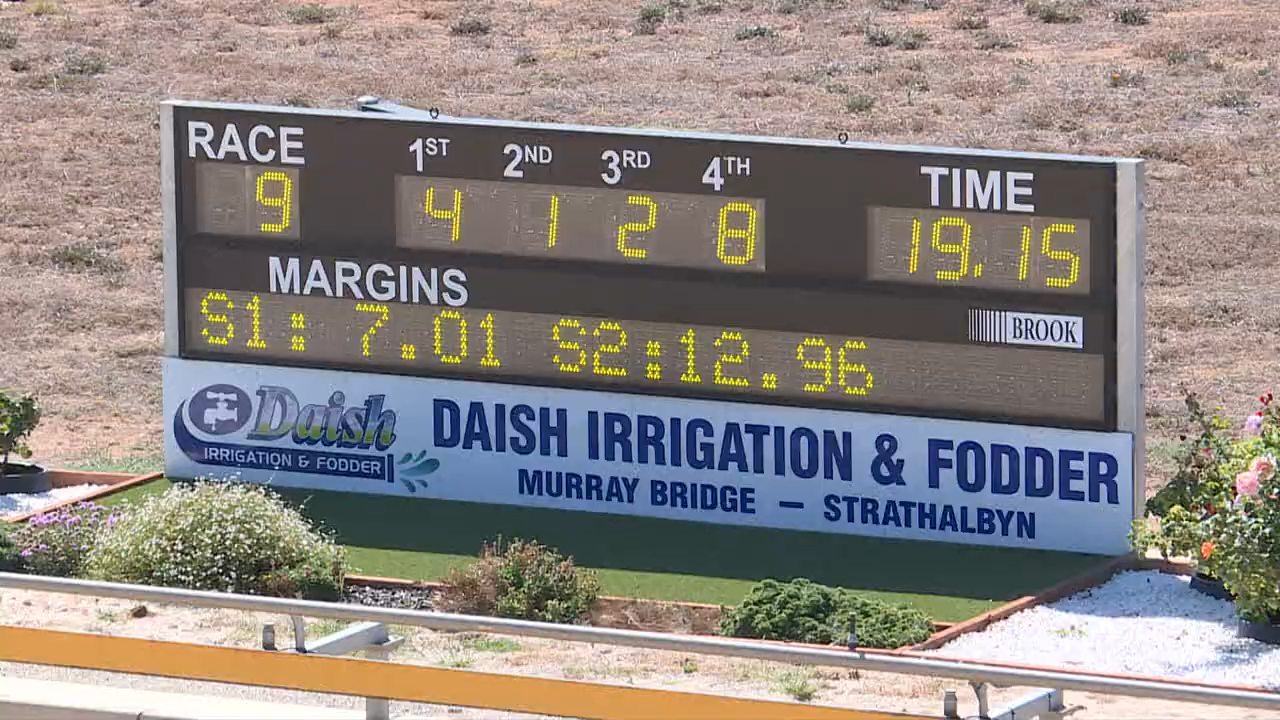 RACE 1ST 2ND 3RD 4TH TIME
9 4 1 2 8 19.15
MARGINS
BROOK
S1: 7.01 S2:12.96
Daish
IRRIGATION & FODDER
DAISH IRRIGATION & FODDER
MURRAY BRIDGE – STRATHALBYN